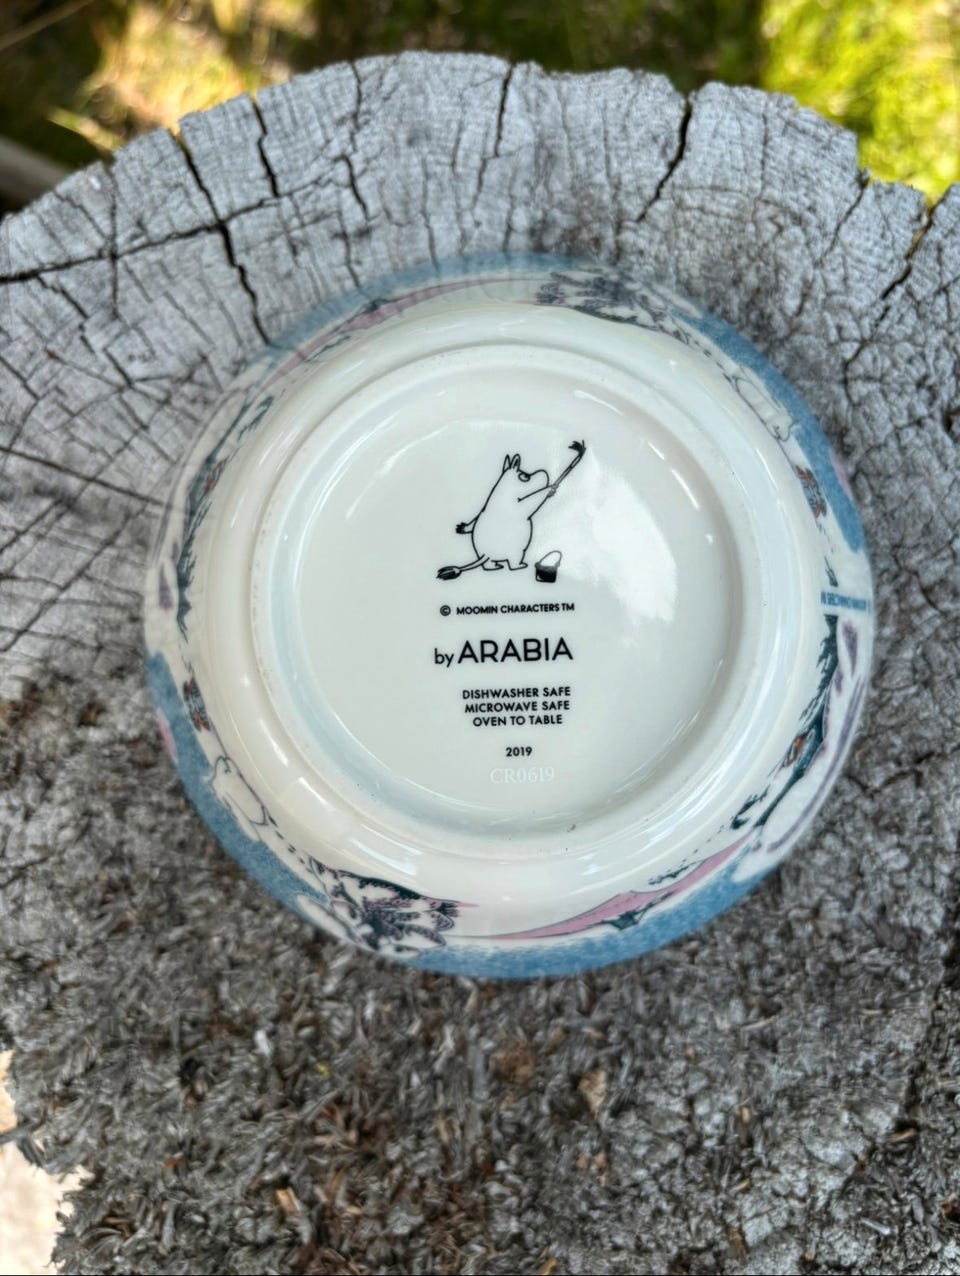 © MOOMIN CHARACTERS TM
by ARABIA
DISHWASHER SAFE
MICROWAVE SAFE
OVEN TO TABLE
2019
CR0619